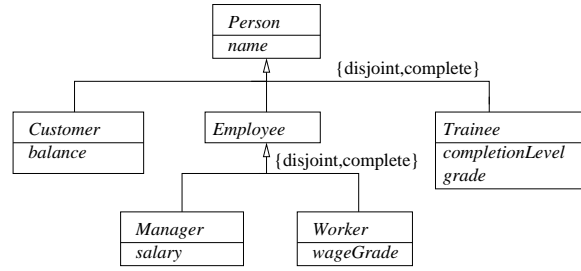 Person
name
{disjoint,complete}
Customer
balance
Employee
Trainee
completionLevel
grade
{disjoint,complete}
Manager
salary
Worker
wageGrade